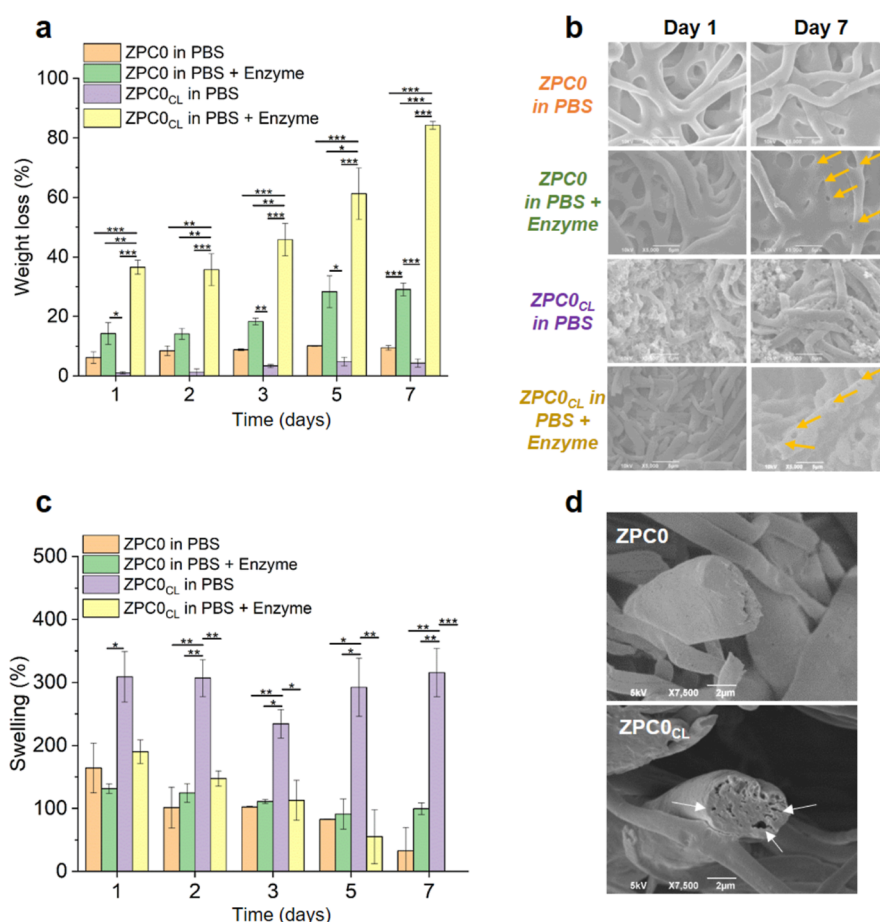 a
ZPC0 in PBS
ZPC0 in PBS + Enzyme
ZPC0CL in PBS
ZPC0CL in PBS + Enzyme
100
80
60
40
20
0
Weight loss (%)
***
**
***
*
**
**
***
***
**
***
**
***
*
***
*
***
***
***
***
***
1
2
3
5
7
Time (days)
b
Day 1
Day 7
ZPC0
in PBS
ZPC0
in PBS +
Enzyme
ZPC0CL
in PBS
ZPC0CL in
PBS +
Enzyme
c
ZPC0 in PBS
ZPC0 in PBS + Enzyme
ZPC0CL in PBS
ZPC0CL in PBS + Enzyme
500
400
300
200
100
0
Swelling (%)
*
**
**
**
**
*
*
*
**
*
**
***
**
1
2
3
5
7
Time (days)
d
ZPC0
5kV X7,500 2µm
ZPC0CL
5kV X7,500 2µm